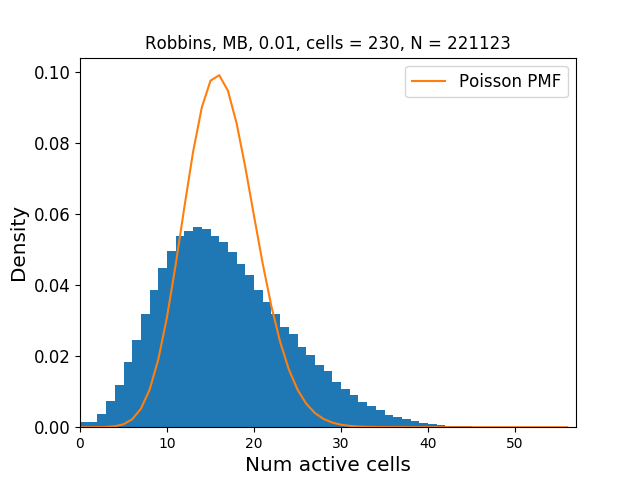 Robbins, MB, 0.01, cells = 230, N = 221123
Poisson PMF
0.10
0.08
0.06
0.04
0.02
0.00
Density
0 10 20 30 40 50
Num active cells